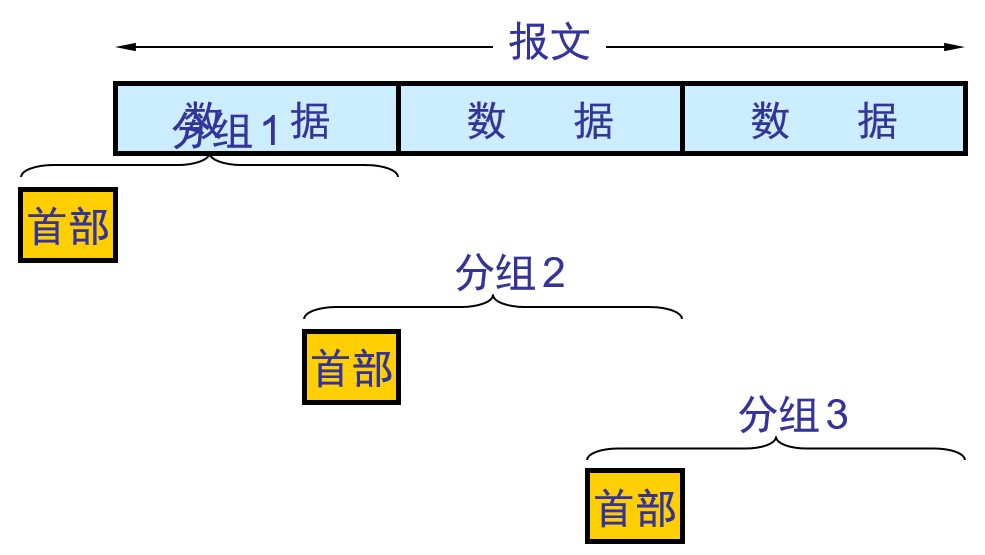 报文
数 据 数 据 数 据
分组 1
首部
分组 2
首部
分组 3
首部